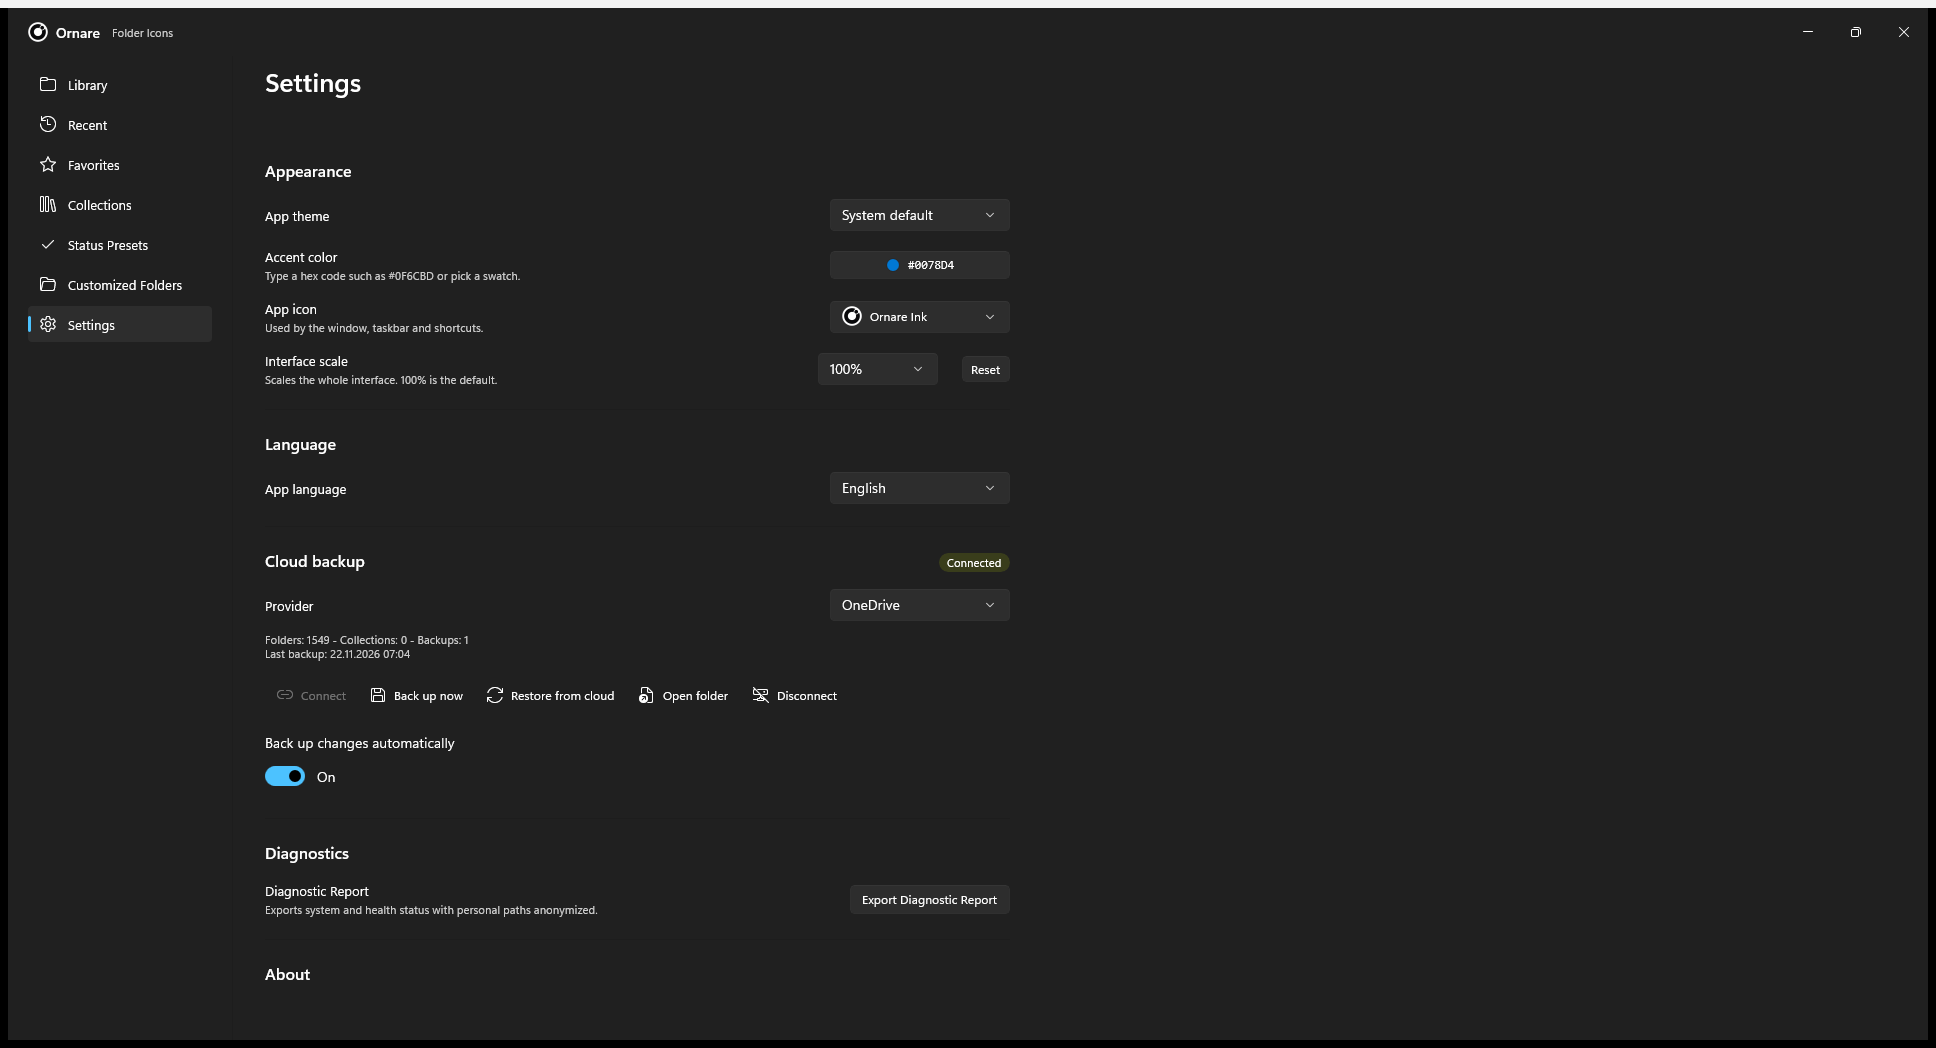 Ornare Folder Icons
Library
Recent
Favorites
Collections
Status Presets
Customized Folders
Settings
Settings
Appearance
App theme
System default
Accent color
Type a hex code such as #0F6CBD or pick a swatch.
#0078D4
App icon
Used by the window, taskbar and shortcuts.
Ornare Ink
Interface scale
Scales the whole interface. 100% is the default.
100%
Reset
Language
App language
English
Cloud backup
Connected
Provider
OneDrive
Folders: 1549 - Collections: 0 - Backups: 1
Last backup: 22.11.2026 07:04
Connect
Back up now
Restore from cloud
Open folder
Disconnect
Back up changes automatically
On
Diagnostics
Diagnostic Report
Exports system and health status with personal paths anonymized.
Export Diagnostic Report
About